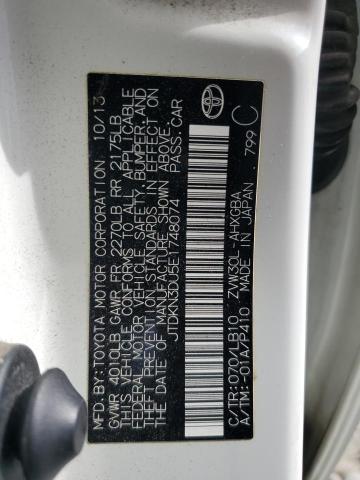 MFD. BY: TOYOTA MOTOR CORPORATION 10/13
GVWR 4010LB GAWR FR 2270LB RR 2175LB
THIS VEHICLE CONFORMS TO ALL APPLICABLE
FEDERAL MOTOR VEHICLE SAFETY, BUMPER, AND
THEFT PREVENTION STANDARDS IN EFFECT ON
THE DATE OF MANUFACTURE SHOWN ABOVE.
JTDKN3DU5E1748074 PASS. CAR
C/TR:070/LB10 ZVW30L-AHXGBA
A/TM:-01A/P410 MADE IN JAPAN 799 C